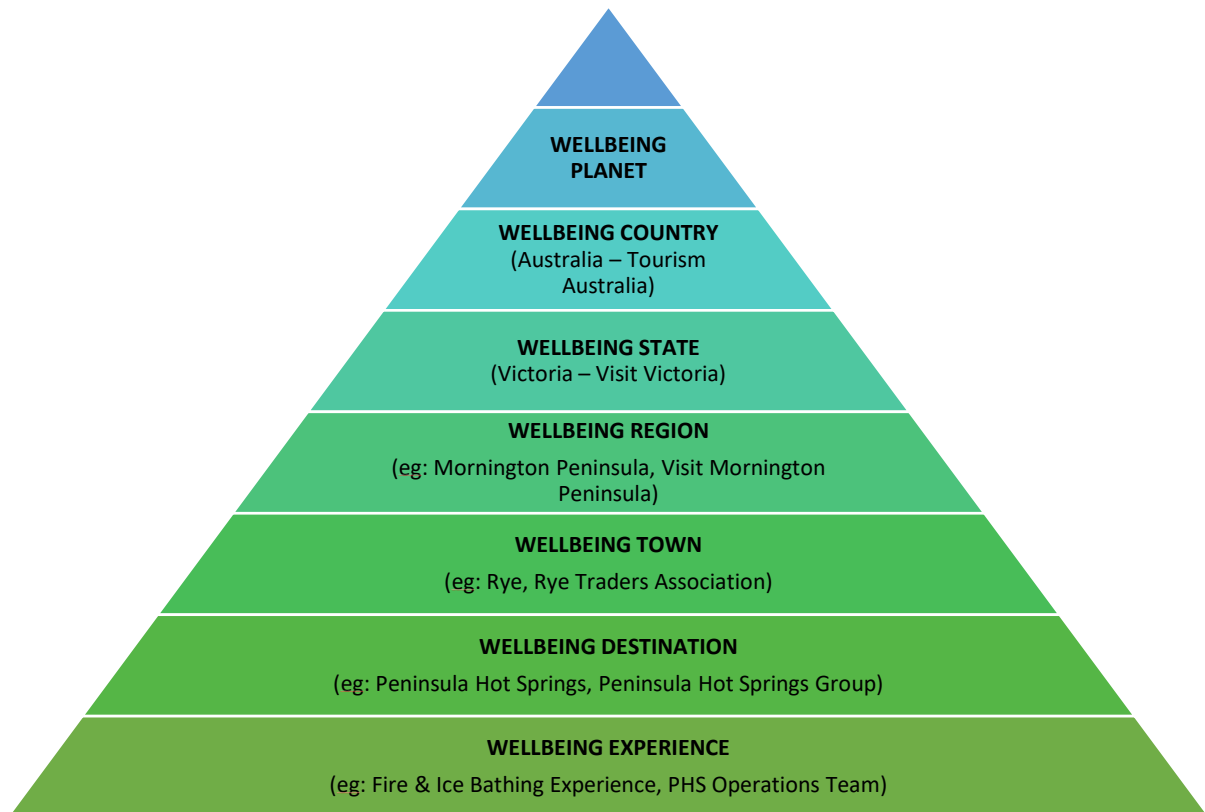 WELLBEING
PLANET
WELLBEING COUNTRY
(Australia – Tourism
Australia)
WELLBEING STATE
(Victoria – Visit Victoria)
WELLBEING REGION
(eg: Mornington Peninsula, Visit Mornington
Peninsula)
WELLBEING TOWN
(eg: Rye, Rye Traders Association)
WELLBEING DESTINATION
(eg: Peninsula Hot Springs, Peninsula Hot Springs Group)
WELLBEING EXPERIENCE
(eg: Fire & Ice Bathing Experience, PHS Operations Team)